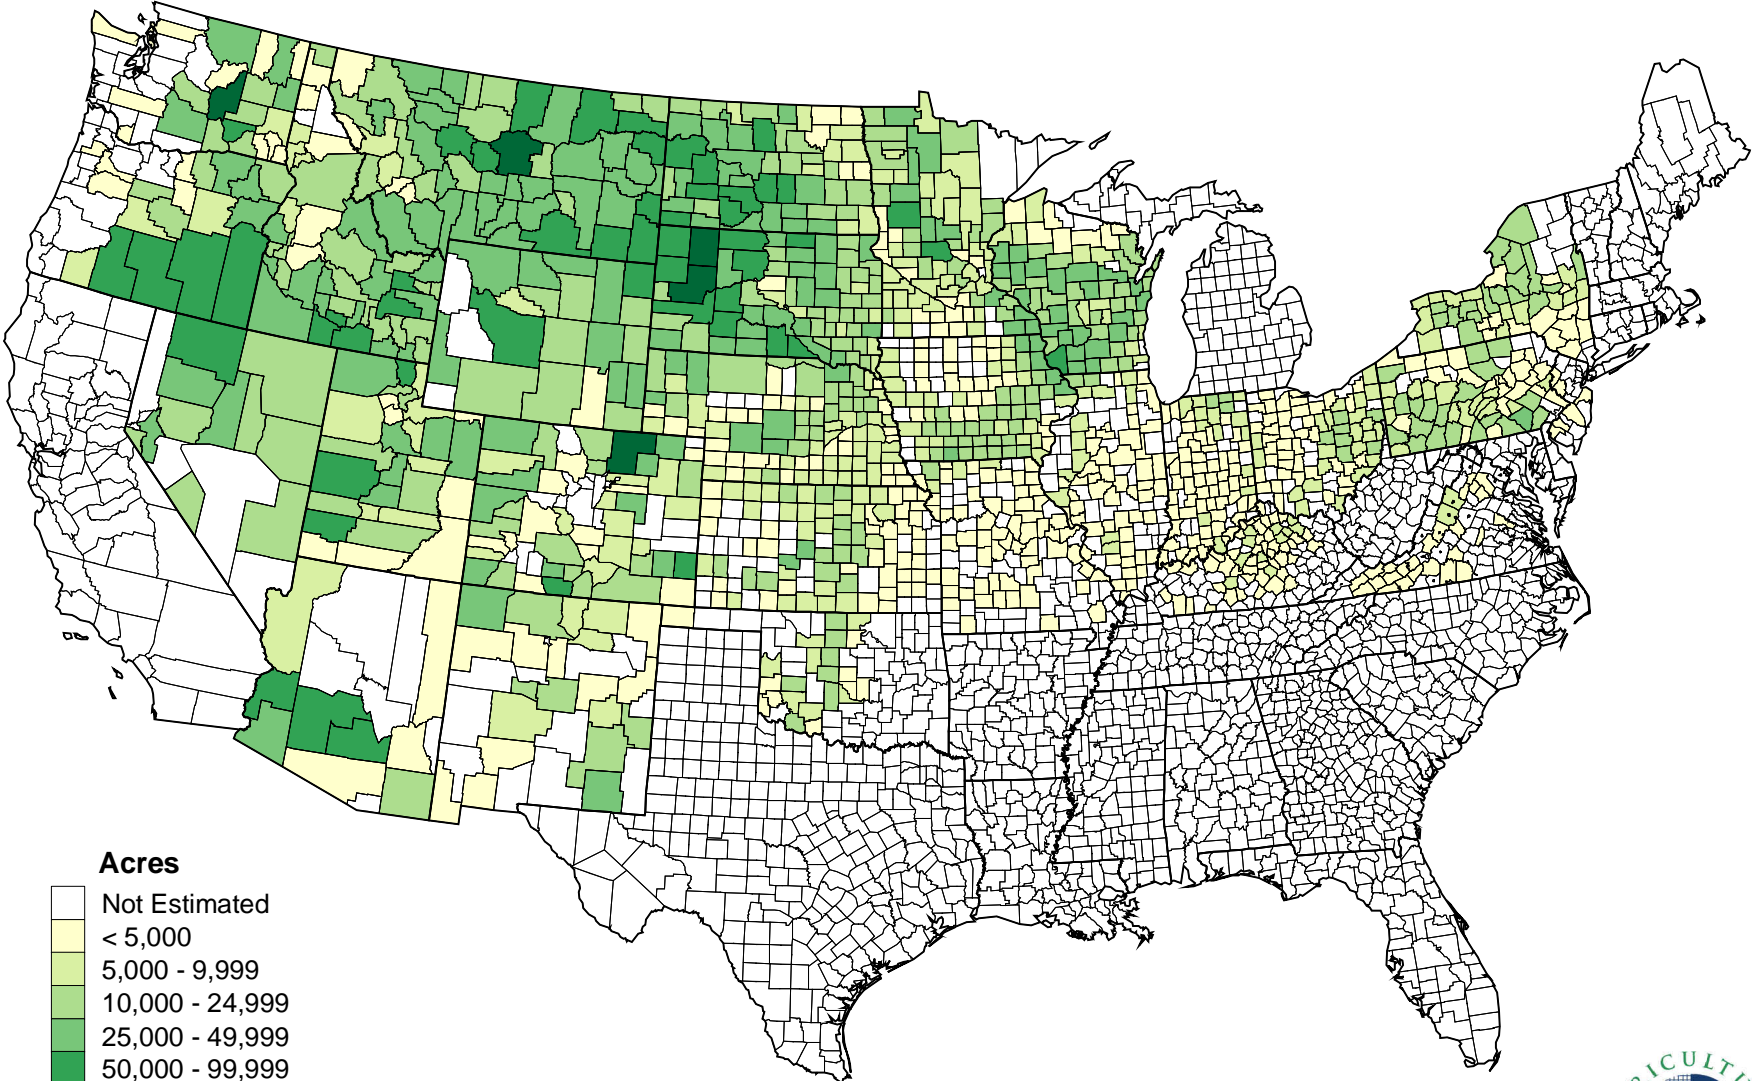 Acres
Not Estimated
< 5,000
5,000 - 9,999
10,000 - 24,999
25,000 - 49,999
50,000 - 99,999